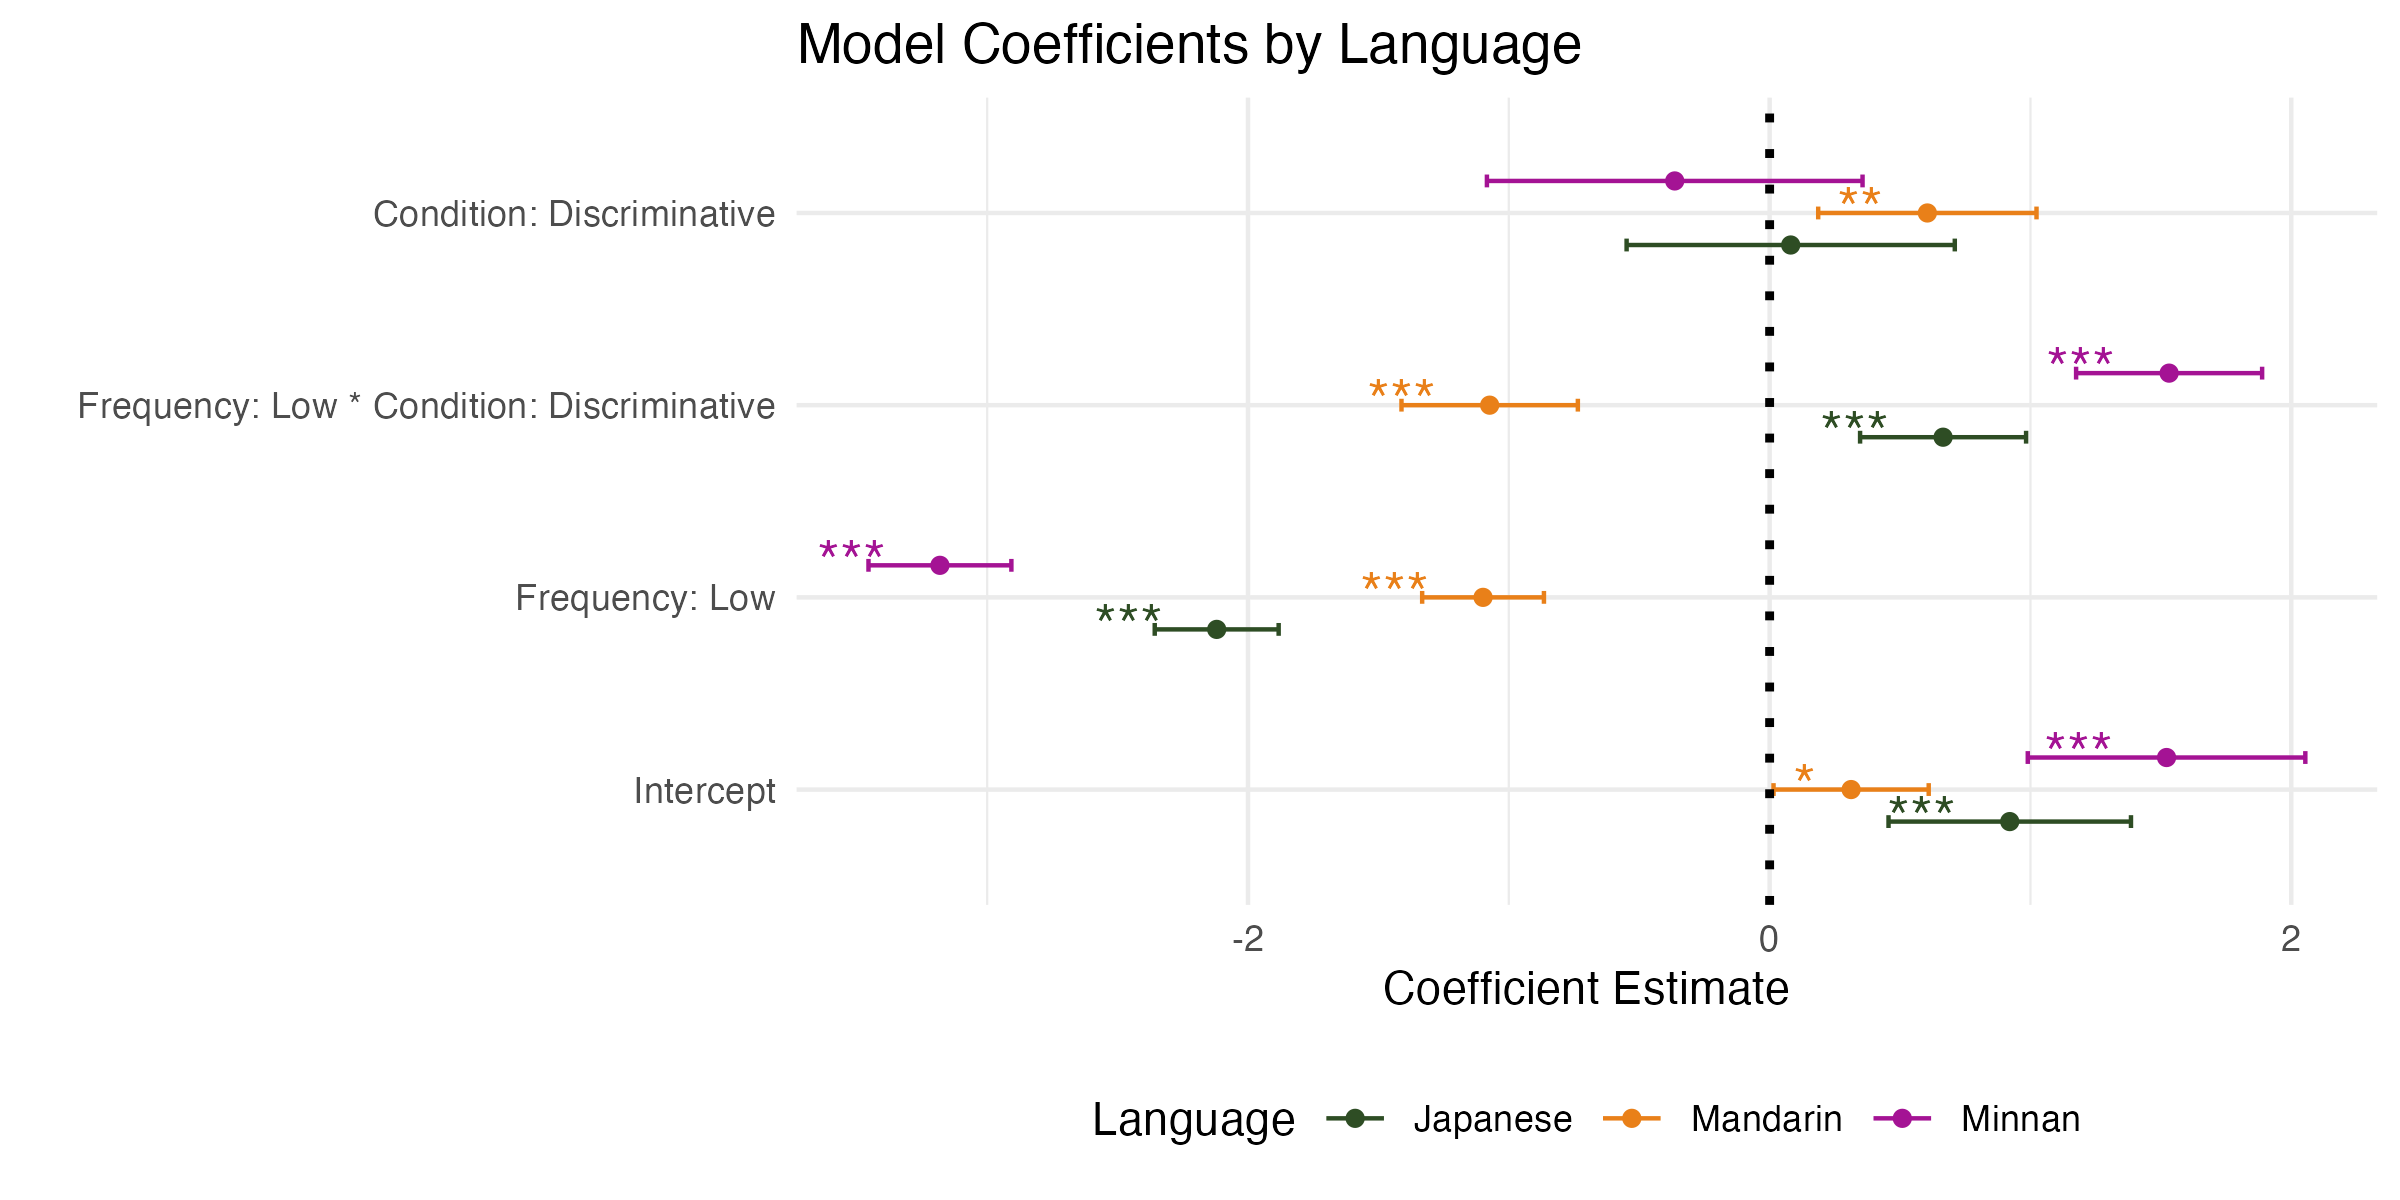 Model Coefficients by Language
**
Condition: Discriminative
***
***
Frequency: Low * Condition: Discriminative
***
***
***
Frequency: Low
***
***
*
Intercept
***
-2 0 2
Coefficient Estimate
Language Japanese Mandarin Minnan